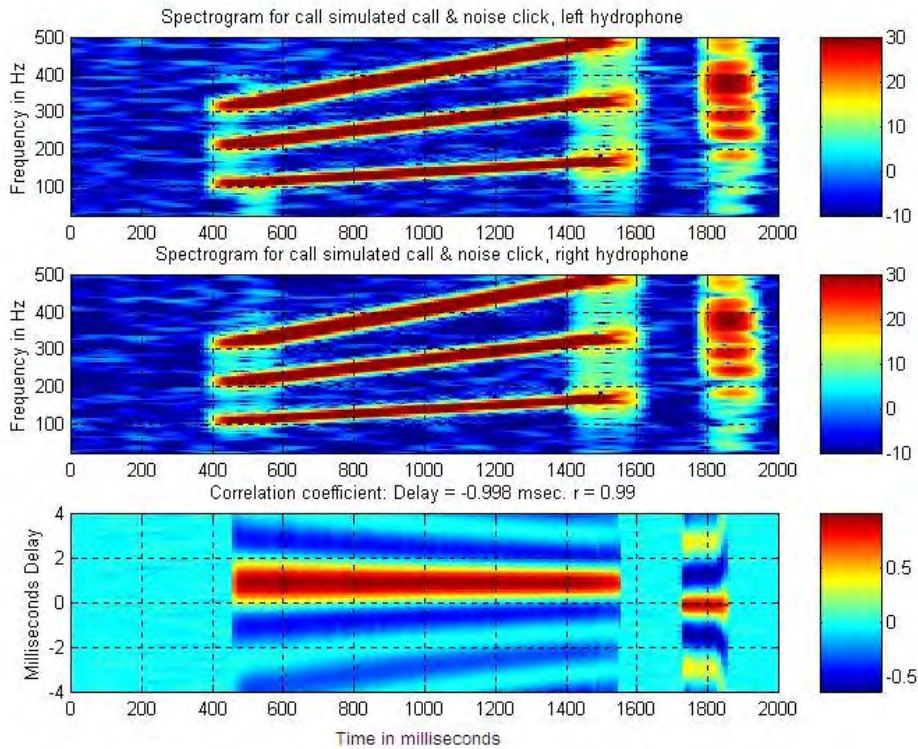 Spectrogram for call simulated call & noise click, left hydrophone
Frequency in Hz
500
400
300
200
100
0 200 400 600 800 1000 1200 1400 1600 1800 2000
30
20
10
0
-10
Spectrogram for call simulated call & noise click, right hydrophone
Frequency in Hz
500
400
300
200
100
0 200 400 600 800 1000 1200 1400 1600 1800 2000
30
20
10
0
-10
Correlation coefficient: Delay = -0.998 msec. r = 0.99
Milliseconds Delay
4
2
0
-2
-4
0 200 400 600 800 1000 1200 1400 1600 1800 2000
0.5
0
-0.5
Time in milliseconds